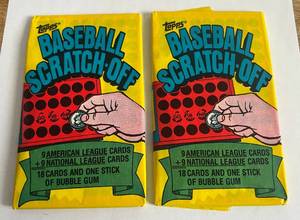 Topps
BASEBALL
SCRATCH-OFF
9 AMERICAN LEAGUE CARDS
+9 NATIONAL LEAGUE CARDS
18 CARDS AND ONE STICK
OF BUBBLE GUM
Topps
BASEBALL
SCRATCH-OFF
9 AMERICAN LEAGUE CARDS
+9 NATIONAL LEAGUE CARDS
18 CARDS AND ONE STICK
OF BUBBLE GUM